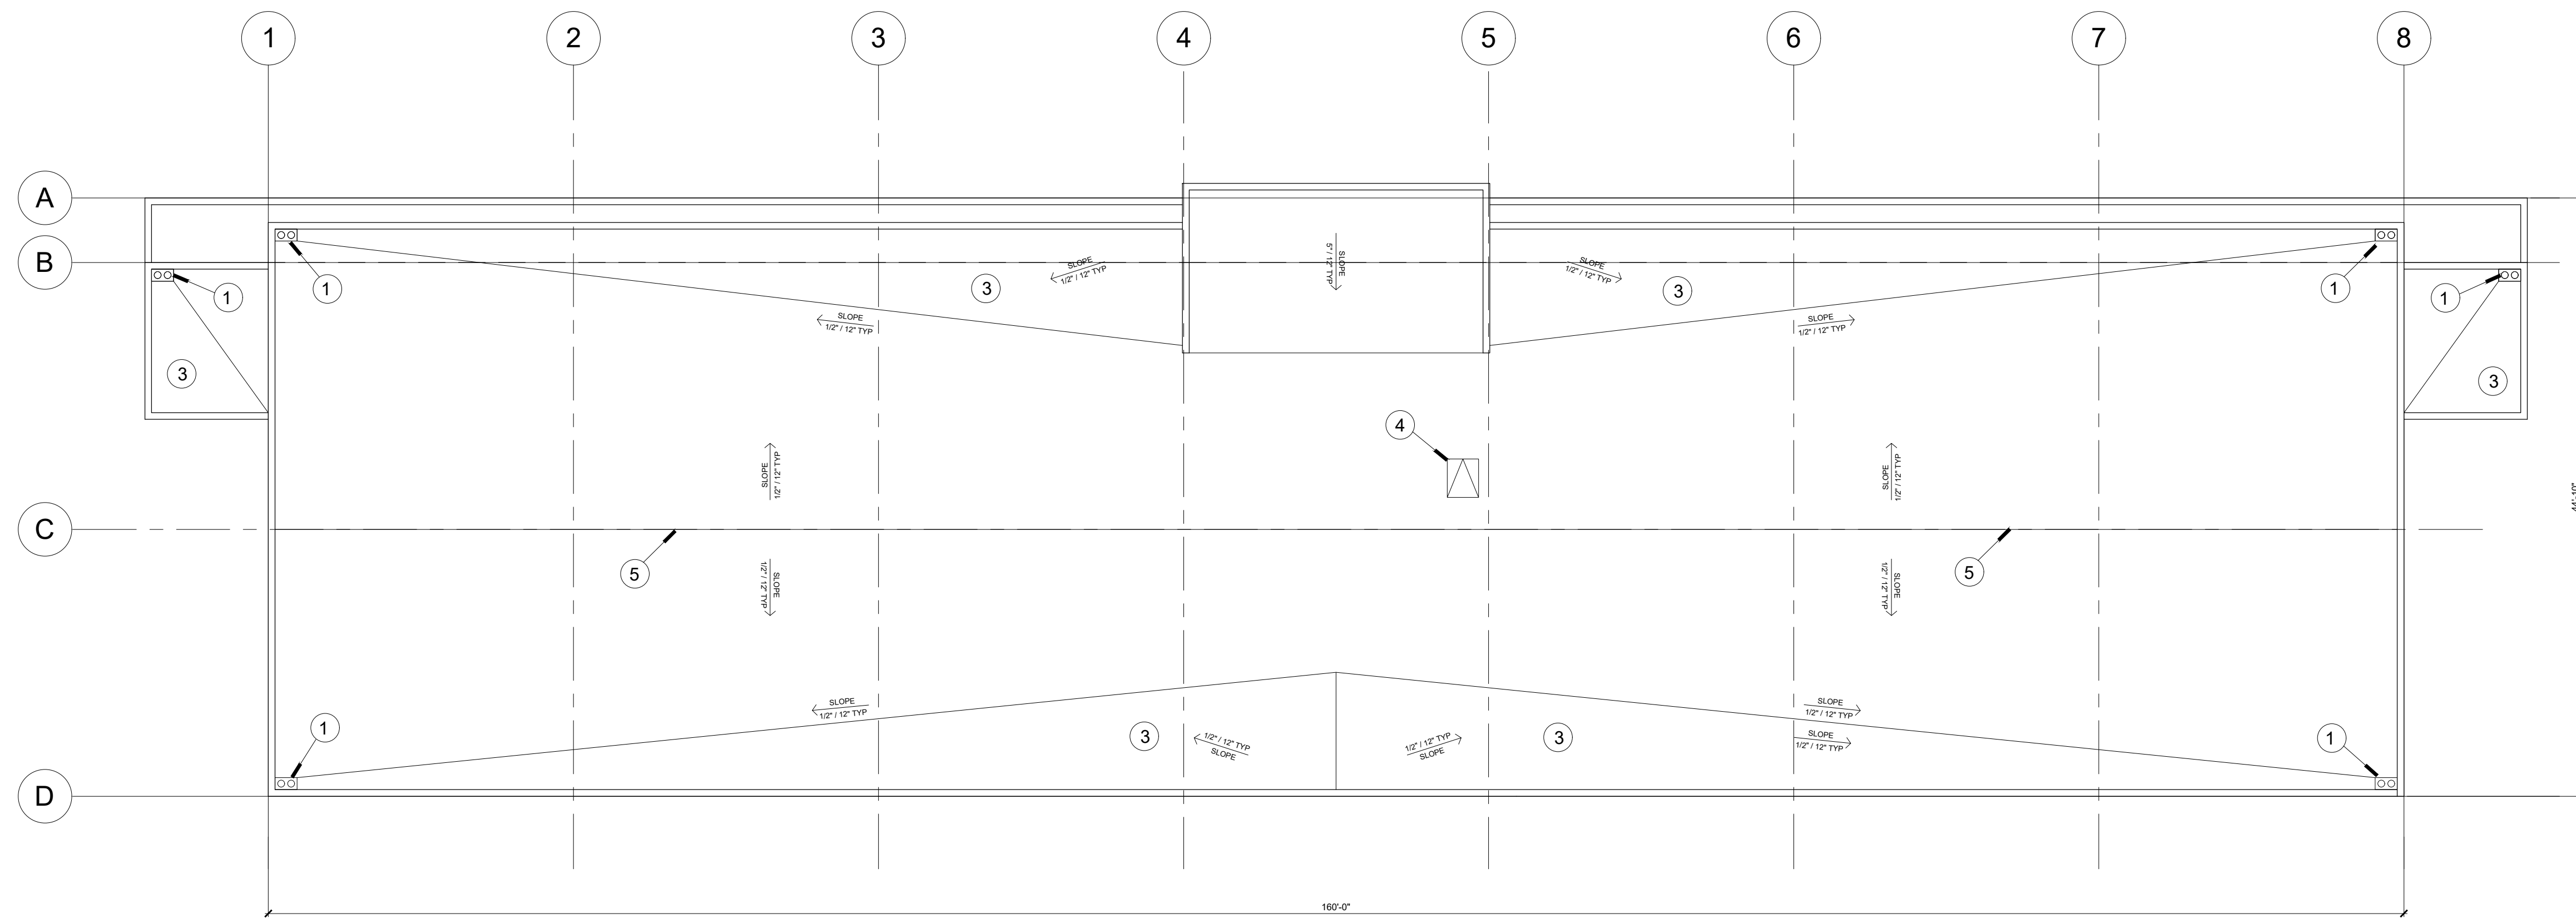 1
2
3
4
5
6
7
8
A
B
C
D
1
1
3
3
SLOPE
1/2" / 12" TYP
SLOPE
1/2" / 12" TYP
SLOPE
5" / 12" TYP
SLOPE
1/2" / 12" TYP
3
SLOPE
1/2" / 12" TYP
1
1
3
4
SLOPE
1/2" / 12" TYP
SLOPE
1/2" / 12" TYP
44'-10"
5
5
SLOPE
1/2" / 12" TYP
SLOPE
1/2" / 12" TYP
1
SLOPE
1/2" / 12" TYP
3
1/2" / 12" TYP
SLOPE
1/2" / 12" TYP
SLOPE
3
SLOPE
1/2" / 12" TYP
SLOPE
1/2" / 12" TYP
1
160'-0"